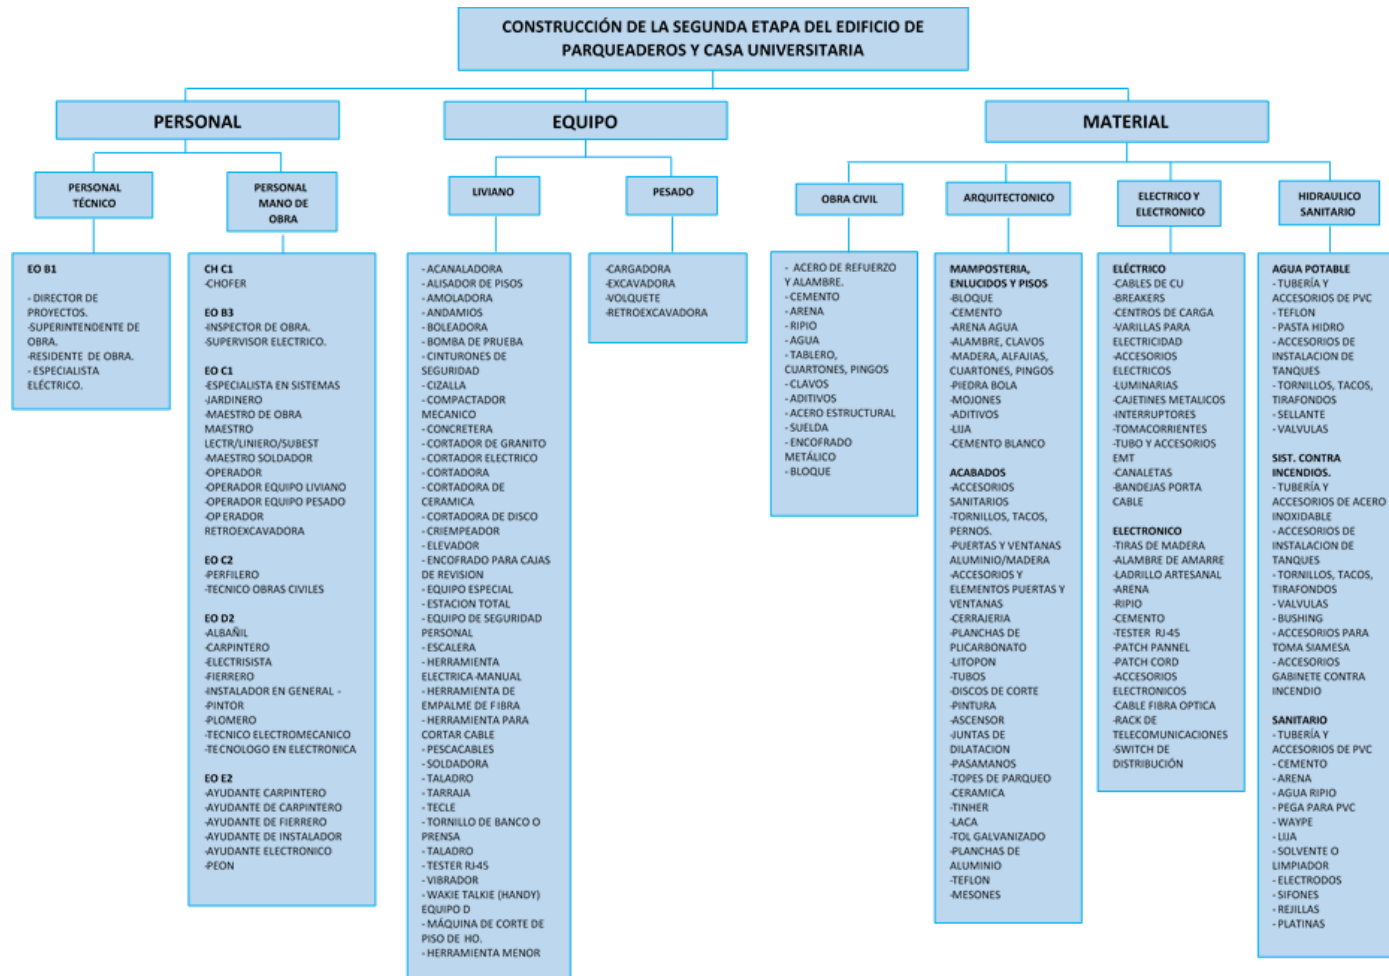 CONSTRUCCIÓN DE LA SEGUNDA ETAPA DEL EDIFICIO DE
PARQUEADEROS Y CASA UNIVERSITARIA
PERSONAL
EQUIPO
MATERIAL
PERSONAL
TÉCNICO
PERSONAL
MANO DE
OBRA
LIVIANO
PESADO
OBRA CIVIL
ARQUITECTONICO
ELECTRICO Y
ELECTRONICO
HIDRAULICO
SANITARIO
EO B1
- DIRECTOR DE
PROYECTOS.
-SUPERINTENDENTE DE
OBRA.
-RESIDENTE DE OBRA.
- ESPECIALISTA
ELÉCTRICO.
CH C1
-CHOFER
EO B3
-INSPECTOR DE OBRA.
-SUPERVISOR ELECTRICO.
EO C1
-ESPECIALISTA EN SISTEMAS
-JARDINERO
-MAESTRO DE OBRA
MAESTRO
LECTR/LINIERO/SUBEST
-MAESTRO SOLDADOR
-OPERADOR
-OPERADOR EQUIPO LIVIANO
-OPERADOR EQUIPO PESADO
-OPERADOR
RETROEXCAVADORA
EO C2
-PERFILERO
-TECNICO OBRAS CIVILES
EO D2
-ALBAÑIL
-CARPINTERO
-ELECTRISISTA
-FIERRERO
-INSTALADOR EN GENERAL -
PINTOR
-PLOMERO
-TECNICO ELECTROMECANICO
-TECNOLOGO EN ELECTRONICA
EO E2
-AYUDANTE CARPINTERO
-AYUDANTE DE CARPINTERO
-AYUDANTE DE FIERRERO
-AYUDANTE DE INSTALADOR
-AYUDANTE ELECTRONICO
-PEON
- ACANALADORA
- ALISADOR DE PISOS
- AMOLADORA
- ANDAMIOS
- BOLEADORA
- BOMBA DE PRUEBA
- CINTURONES DE
SEGURIDAD
- CIZALLA
- COMPACTADOR
MECANICO
- CONCRETERA
- CORTADOR DE GRANITO
- CORTADOR ELECTRICO
- CORTADORA
- CORTADORA DE
CERAMICA
- CORTADORA DE DISCO
- CRIEMPEADOR
- ELEVADOR
- ENCOFRADO PARA CAJAS
DE REVISION
- EQUIPO ESPECIAL
- ESTACION TOTAL
- EQUIPO DE SEGURIDAD
PERSONAL
- ESCALERA
- HERRAMIENTA
ELECTRICA-MANUAL
- HERRAMIENTA DE
EMPALME DE FIBRA
- HERRAMIENTA PARA
CORTAR CABLE
- PESCACABLES
- SOLDADORA
- TALADRO
- TARRAJA
- TECLE
- TORNILLO DE BANCO O
PRENSA
- TALADRO
- TESTER RJ-45
- VIBRADOR
- WAKIE TALKIE (HANDY)
EQUIPO D
- MÁQUINA DE CORTE DE
PISO DE HO.
- HERRAMIENTA MENOR
-CARGADORA
-EXCAVADORA
-VOLQUETE
-RETROEXCAVADORA
- ACERO DE REFUERZO
Y ALAMBRE.
- CEMENTO
- ARENA
- RIPIO
- AGUA
- TABLERO,
CUARTONES, PINGOS
- CLAVOS
- ADITIVOS
- ACERO ESTRUCTURAL
- SUELDA
- ENCOFRADO
METÁLICO
- BLOQUE
MAMPOSTERIA,
ENLUCIDOS Y PISOS
-BLOQUE
-CEMENTO
-ARENA AGUA
-ALAMBRE, CLAVOS
-MADERA, ALFAJIAS,
CUARTONES, PINGOS
-PIEDRA BOLA
-MOJONES
-ADITIVOS
-LIJA
-CEMENTO BLANCO
ACABADOS
-ACCESORIOS
SANITARIOS
-TORNILLOS, TACOS,
PERNOS.
-PUERTAS Y VENTANAS
ALUMINIO/MADERA
-ACCESORIOS Y
ELEMENTOS PUERTAS Y
VENTANAS
-CERRAJERIA
-PLANCHAS DE
PLICARBONATO
-LITOPON
-TUBOS
-DISCOS DE CORTE
-PINTURA
-ASCENSOR
-JUNTAS DE
DILATACION
-PASAMANOS
-TOPES DE PARQUEO
-CERAMICA
-TINHER
-LACA
-TOL GALVANIZADO
-PLANCHAS DE
ALUMINIO
-TEFLON
-MESONES
ELÉCTRICO
-CABLES DE CU
-BREAKERS
-CENTROS DE CARGA
-VARILLAS PARA
ELECTRICIDAD
-ACCESORIOS
ELECTRICOS
-LUMINARIAS
-CAJETINES METALICOS
-INTERRUPTORES
-TOMACORRIENTES
-TUBO Y ACCESORIOS
EMT
-CANALETAS
-BANDEJAS PORTA
CABLE
ELECTRONICO
-TIRAS DE MADERA
-ALAMBRE DE AMARRE
-LADRILLO ARTESANAL
-ARENA
-RIPIO
-CEMENTO
-TESTER RJ-45
-PATCH PANNEL
-PATCH CORD
-ACCESORIOS
ELECTRONICOS
-CABLE FIBRA OPTICA
-RACK DE
TELECOMUNICACIONES
-SWITCH DE
DISTRIBUCIÓN
AGUA POTABLE
- TUBERÍA Y
ACCESORIOS DE PVC
- TEFLON
- PASTA HIDRO
- ACCESORIOS DE
INSTALACION DE
TANQUES
- TORNILLOS, TACOS,
TIRAFONDOS
- SELLANTE
- VALVULAS
SIST. CONTRA
INCENDIOS.
- TUBERÍA Y
ACCESORIOS DE ACERO
INOXIDABLE
- ACCESORIOS DE
INSTALACION DE
TANQUES
- TORNILLOS, TACOS,
TIRAFONDOS
- VALVULAS
- BUSHING
- ACCESORIOS PARA
TOMA SIAMESA
- ACCESORIOS
GABINETE CONTRA
INCENDIO
SANITARIO
- TUBERÍA Y
ACCESORIOS DE PVC
- CEMENTO
- ARENA
- AGUA RIPIO
- PEGA PARA PVC
- WAYPE
- LIJA
- SOLVENTE O
LIMPIADOR
- ELECTRODOS
- SIFONES
- REJILLAS
- PLATINAS